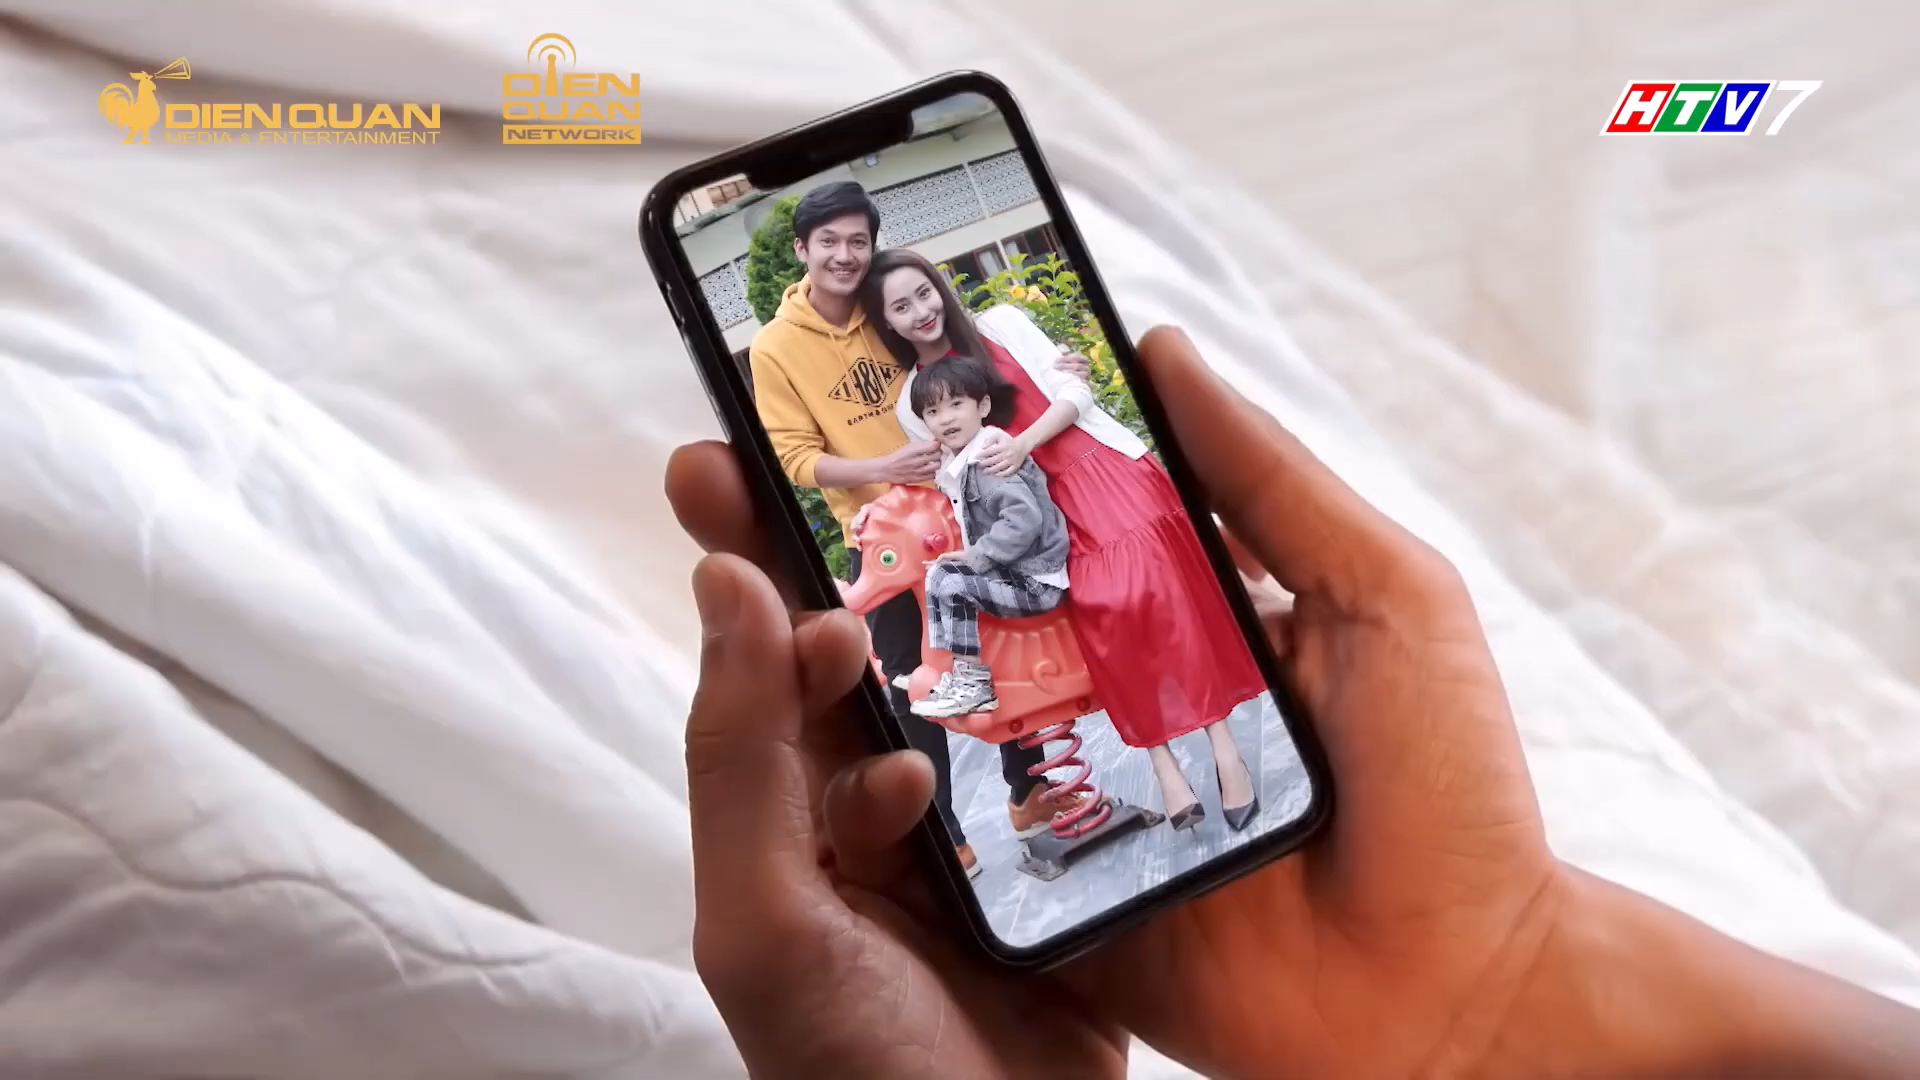 DIEN QUAN
MEDIA & ENTERTAINMENT
DIEN
QUAN
NETWORK
HTV7
H&